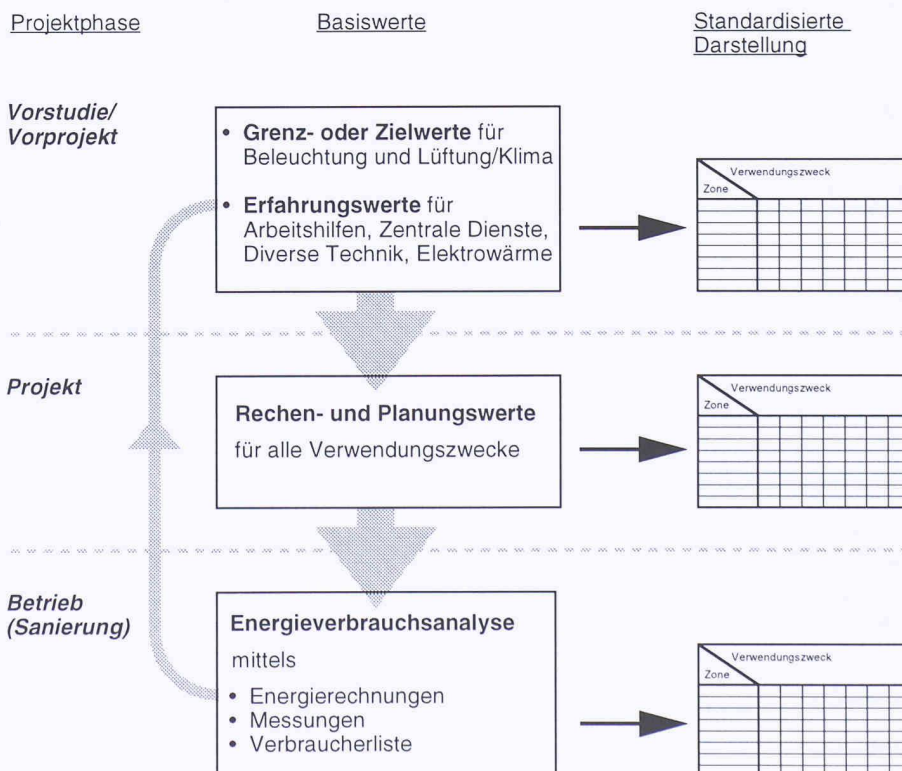 Projektphase
Basiswerte
Standardisierte
Darstellung
Vorstudie/
Vorprojekt
• Grenz- oder Zielwerte für
Beleuchtung und Lüftung/Klima
• Erfahrungswerte für
Arbeitshilfen, Zentrale Dienste,
Diverse Technik, Elektrowärme
Verwendungszweck
Zone
Projekt
Rechen- und Planungswerte
für alle Verwendungszwecke
Verwendungszweck
Zone
Betrieb
(Sanierung)
Energieverbrauchsanalyse
mittels
• Energierechnungen
• Messungen
• Verbraucherliste
Verwendungszweck
Zone